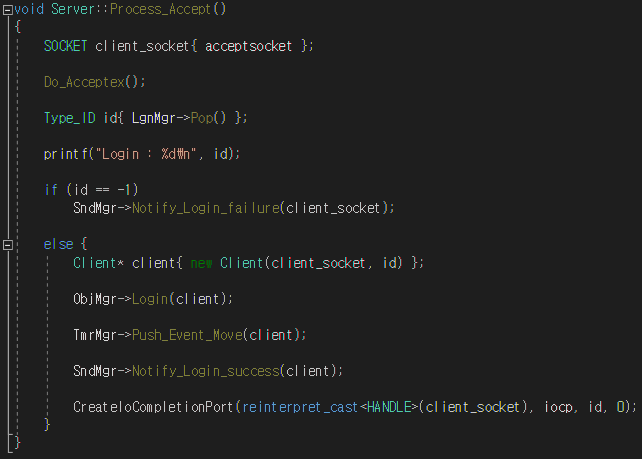 void Server::Process_Accept()
{
SOCKET client_socket{ acceptsocket };
Do_Acceptex();
Type_ID id{ LgnMgr->Pop() };
printf("Login : %d₩n", id);
if (id == -1)
SndMgr->Notify_Login_failure(client_socket);
else {
Client* client{ new Client(client_socket, id) };
ObjMgr->Login(client);
TmrMgr->Push_Event_Move(client);
SndMgr->Notify_Login_success(client);
CreateIoCompletionPort(reinterpret_cast<HANDLE>(client_socket), iocp, id, 0);
}
}